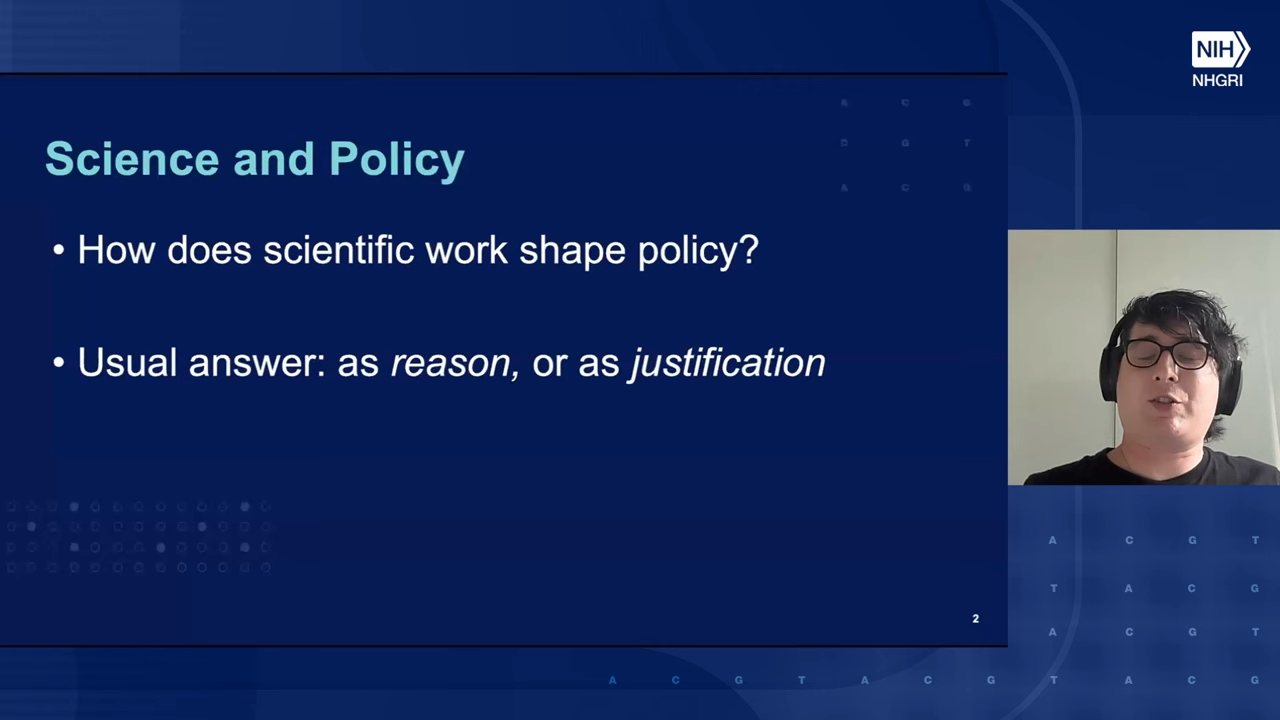 NIH
NHGRI
A C G
G T
A C G
Science and Policy
• How does scientific work shape policy?
• Usual answer: as reason, or as justification
2
A C G T
T A C G
A C G T
A C G T A C G T A C G